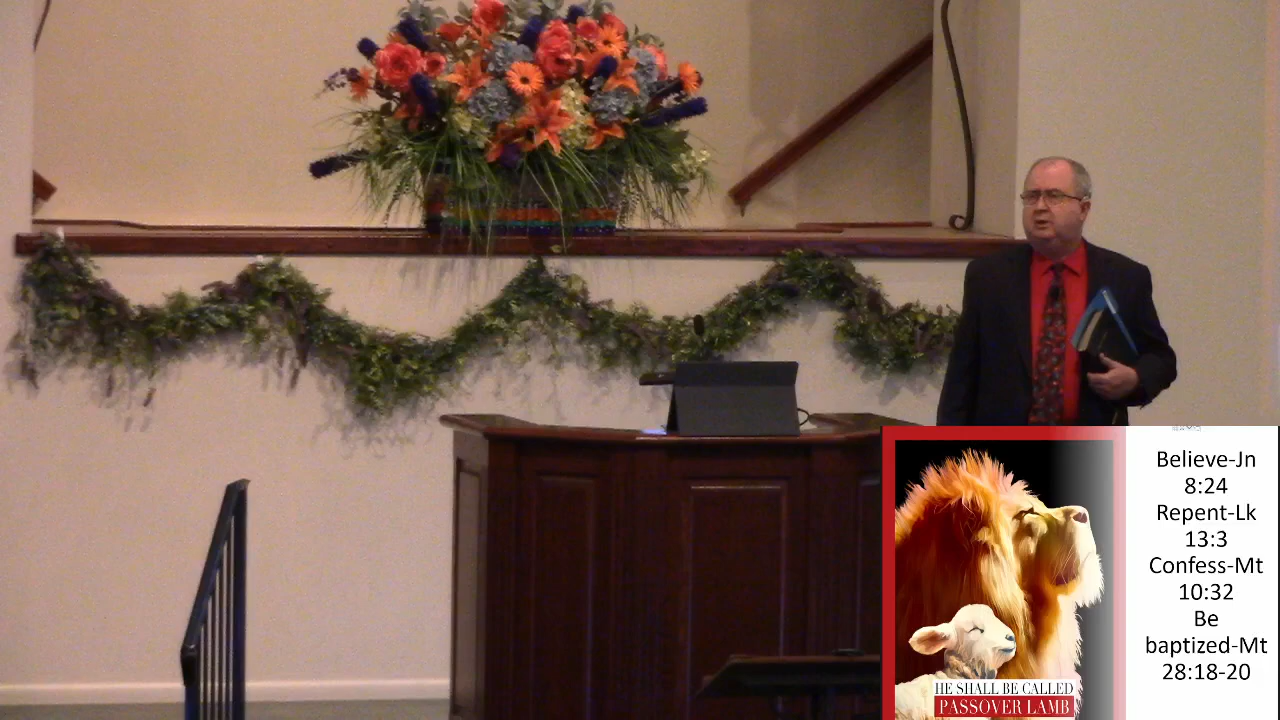 Believe-Jn
8:24
Repent-Lk
13:3
Confess-Mt
10:32
Be
baptized-Mt
28:18-20
HE SHALL BE CALLED
PASSOVER LAMB